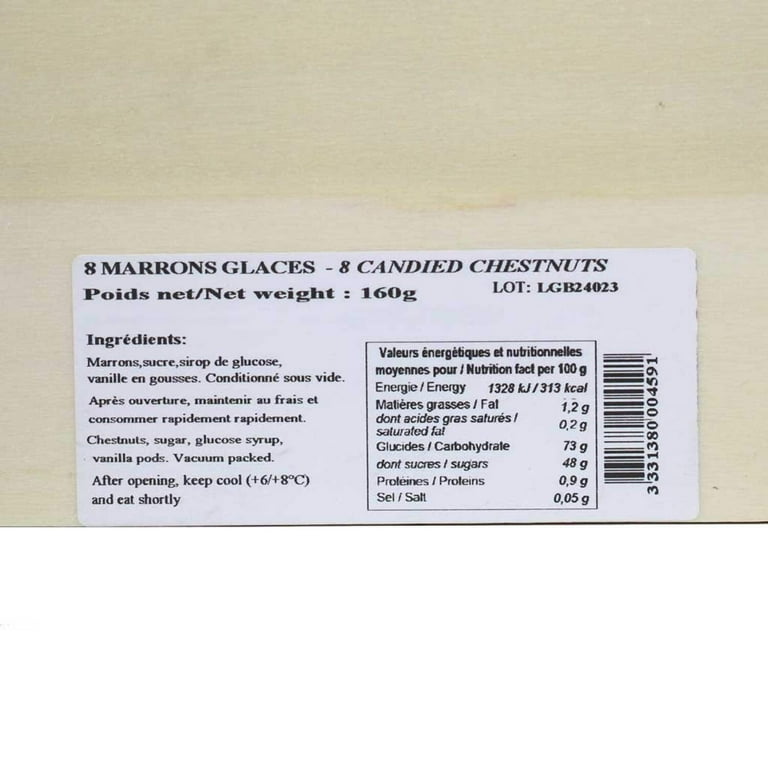 8 MARRONS GLACES - 8 CANDIED CHESTNUTS
Poids net/Net weight : 160g
LOT: LGB24023
Ingrédients:
Marrons,sucre,sirop de glucose,
vanille en gousses. Conditionné sous vide.
Après ouverture, maintenir au frais et
consommer rapidement rapidement.
Chestnuts, sugar, glucose syrup,
vanilla pods. Vacuum packed.
After opening, keep cool (+6/+8°C)
and eat shortly
Valeurs énergétiques et nutritionnelles
moyennes pour / Nutrition fact per 100 g
Energie / Energy 1328 kJ / 313 kcal
Matières grasses / Fat 1,2 g
dont acides gras saturés /
saturated fat 0,2 g
Glucides / Carbohydrate 73 g
dont sucres / sugars 48 g
Protéines / Proteins 0,9 g
Sel / Salt 0,05 g
3 331380 004591